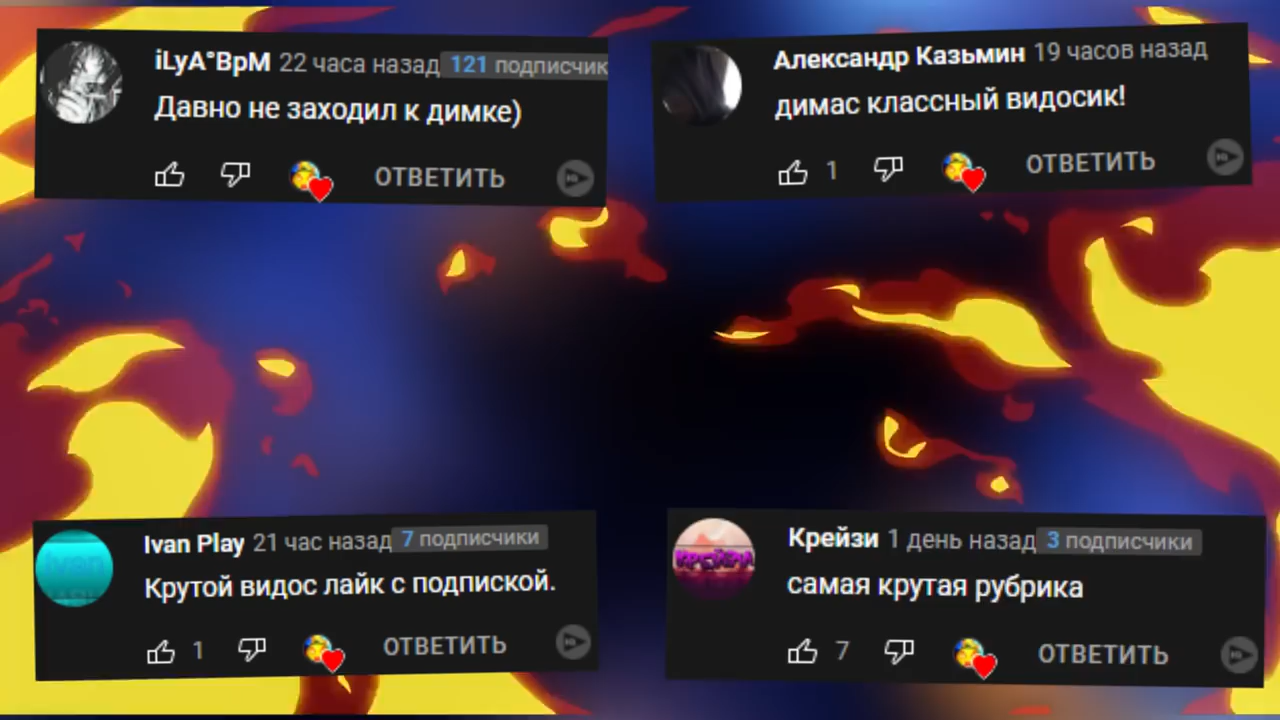 iLyA°BpM 22 часа назад 121 подписчик
Давно не заходил к димке)
ОТВЕТИТЬ
Александр Казьмин 19 часов назад
димас классный видосик!
1 ОТВЕТИТЬ
Ivan Play 21 час назад 7 подписчики
Крутой видос лайк с подпиской.
1 ОТВЕТИТЬ
Ivan
Крейзи 1 день назад 3 подписчики
самая крутая рубрика
7 ОТВЕТИТЬ
КРЕЙЗИ